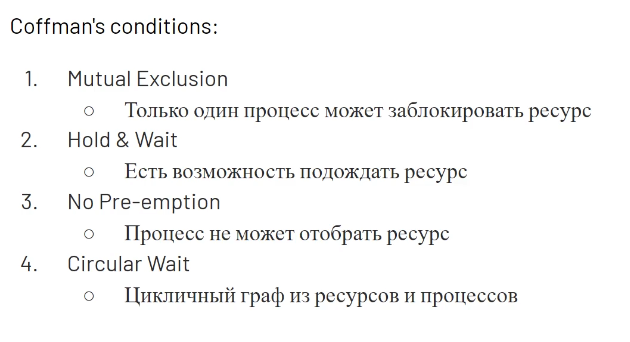 Coffman's conditions:
1. Mutual Exclusion
○ Только один процесс может заблокировать ресурс
2. Hold & Wait
○ Есть возможность подождать ресурс
3. No Pre-emption
○ Процесс не может отобрать ресурс
4. Circular Wait
○ Цикличный граф из ресурсов и процессов